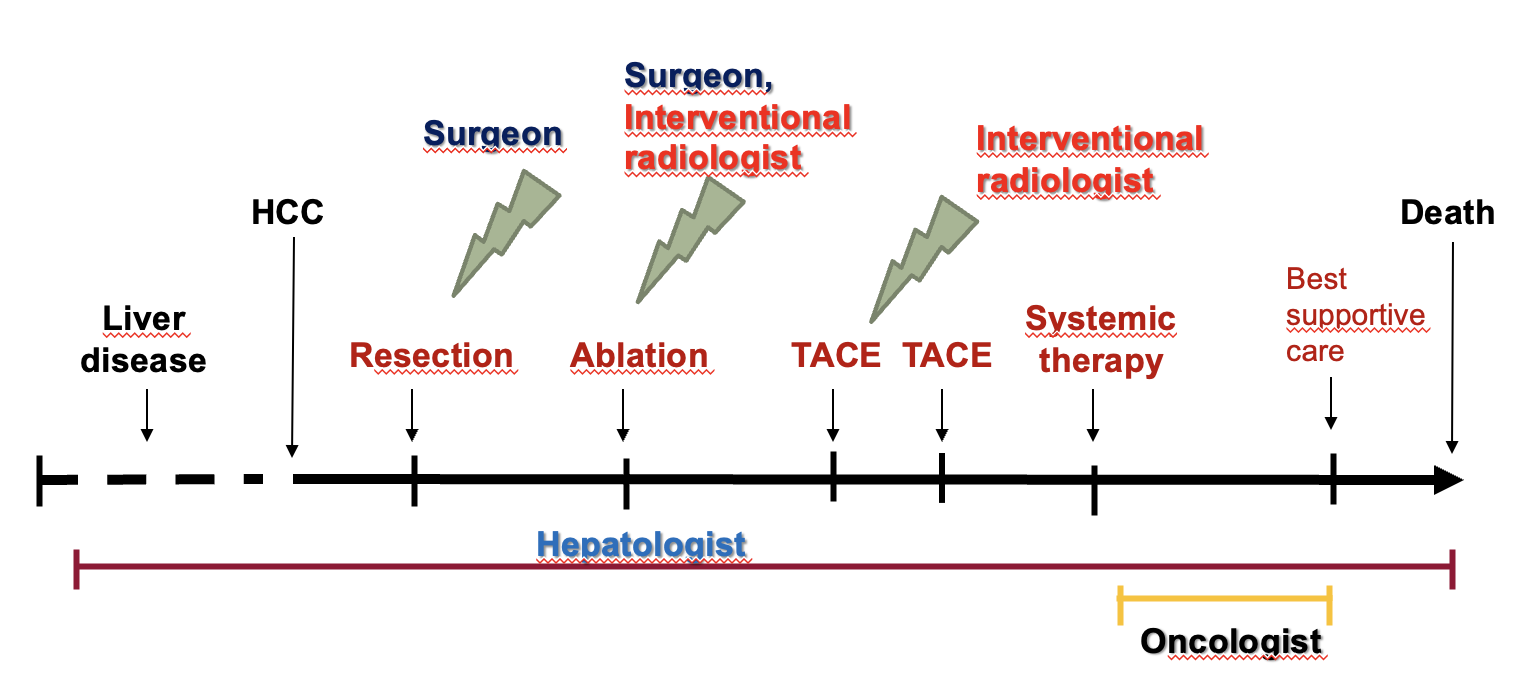 Surgeon,
Interventional
radiologist
Surgeon
Interventional
radiologist
HCC
Death
Liver
disease
Resection
Ablation
TACE
TACE
Systemic
therapy
Best
supportive
care
Hepatologist
Oncologist